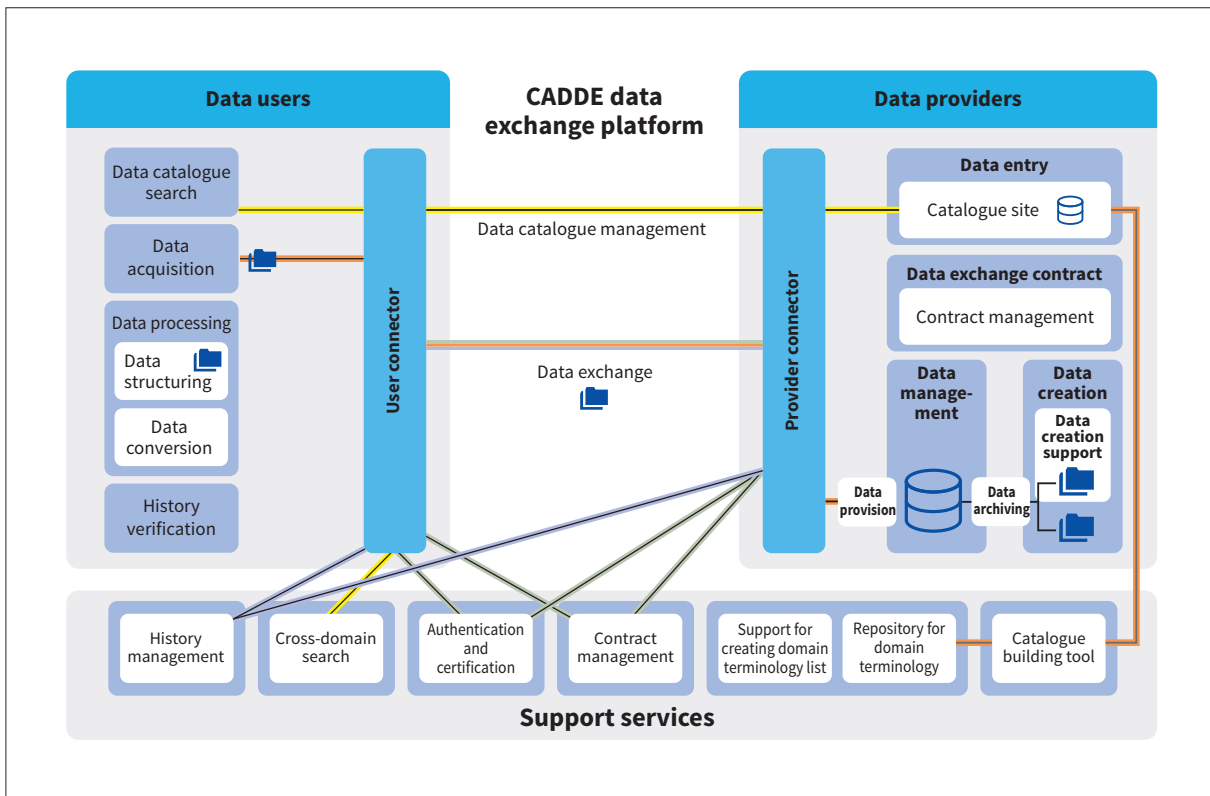 Data users
CADDE data
exchange platform
Data providers
Data catalogue
search
Data
acquisition
Data processing
Data
structuring
Data
conversion
History
verification
User connector
Data catalogue management
Data exchange
Provider connector
Data entry
Catalogue site
Data exchange contract
Contract management
Data
manage-
ment
Data
creation
Data
creation
support
Data
provision
Data
archiving
History
management
Cross-domain
search
Authentication
and
certification
Contract
management
Support for
creating domain
terminology list
Repository for
domain
terminology
Catalogue
building tool
Support services